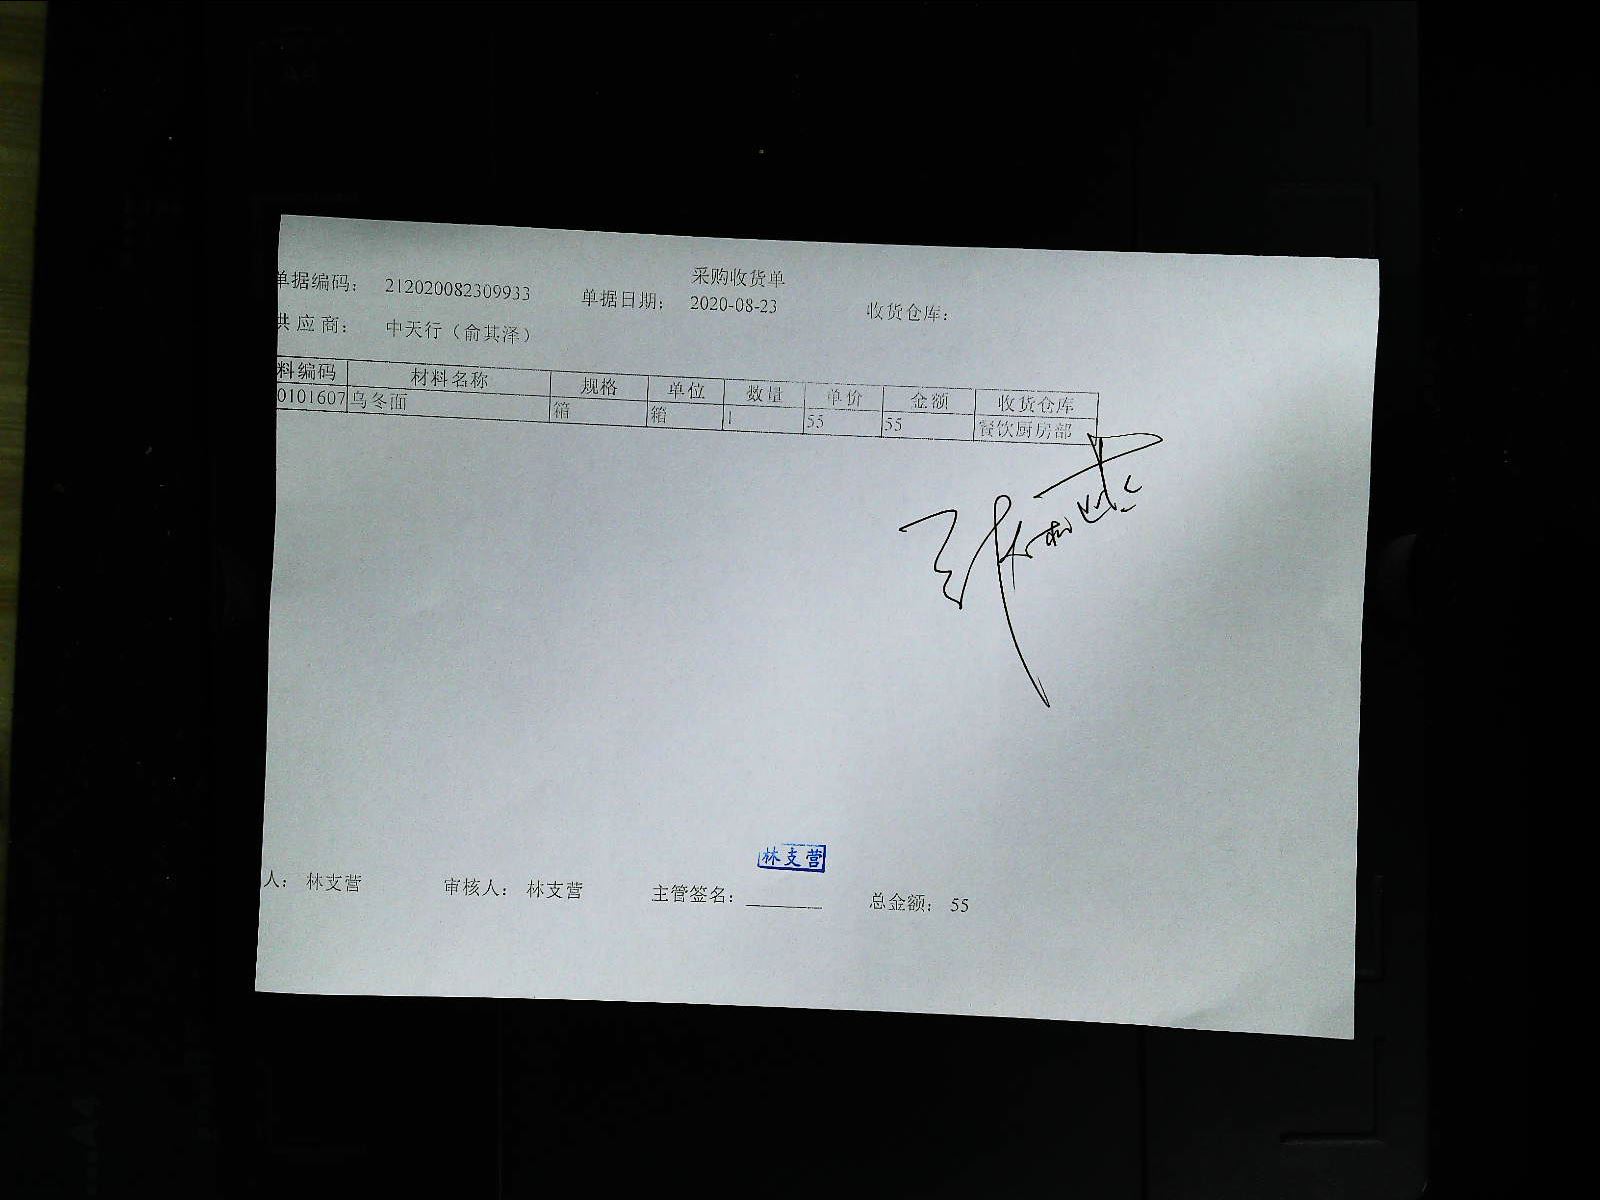 采购收货单
单据编码： 212020082309933 单据日期： 2020-08-23 收货仓库：
供 应 商： 中天行（俞其泽）
料编码 材料名称 规格 单位 数量 单价 金额 收货仓库
0101607 乌冬面 箱 箱 1 55 55 餐饮厨房部
林支营
人： 林支营 审核人： 林支营 主管签名： 总金额： 55